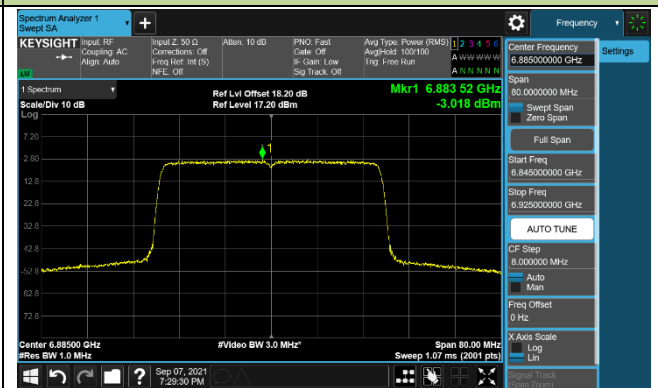 Spectrum Analyzer 1
Swept SA
+
Frequency
KEYSIGHT
Input: RF
Coupling: AC
Align: Auto
Input Z: 50 Ω
Corrections: Off
Freq Ref: Int (S)
NFE: Off
Atten: 10 dB
PNO: Fast
Gate: Off
IF Gain: Low
Sig Track: Off
Avg Type: Power (RMS)
Avg|Hold: 100/100
Trig: Free Run
1 2 3 4 5 6
A W W W W W
A N N N N N
Center Frequency
6.885000000 GHz
Settings
Span
80.0000000 MHz
Swept Span
Zero Span
Full Span
Start Freq
6.845000000 GHz
Stop Freq
6.925000000 GHz
AUTO TUNE
CF Step
8.000000 MHz
Auto
Man
Freq Offset
0 Hz
X Axis Scale
Log
Lin
Signal Track
(Span Zoom)
1 Spectrum
Scale/Div 10 dB
Log
Ref Lvl Offset 18.20 dB
Ref Level 17.20 dBm
Mkr1 6.883 52 GHz
-3.018 dBm
7.20
1
-2.80
-12.8
-22.8
-32.8
-42.8
-52.8
-62.8
-72.8
Center 6.88500 GHz
#Res BW 1.0 MHz
#Video BW 3.0 MHz*
Span 80.00 MHz
Sweep 1.07 ms (2001 pts)
?
Sep 07, 2021
7:29:30 PM